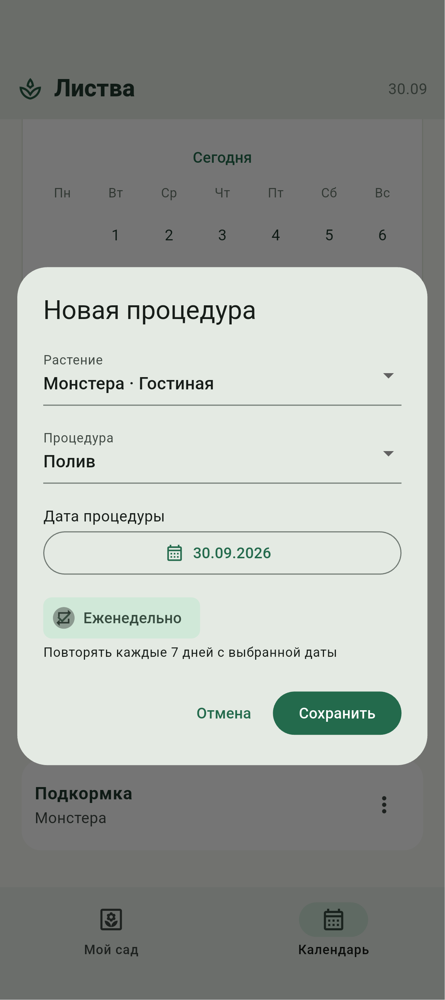 Листва
30.09
Сегодня
Пн Вт Ср Чт Пт Сб Вс
1 2 3 4 5 6
Новая процедура
Растение
Монстера · Гостиная
Процедура
Полив
Дата процедуры
30.09.2026
Еженедельно
Повторять каждые 7 дней с выбранной даты
Отмена Сохранить
Подкормка
Монстера
Мой сад Календарь